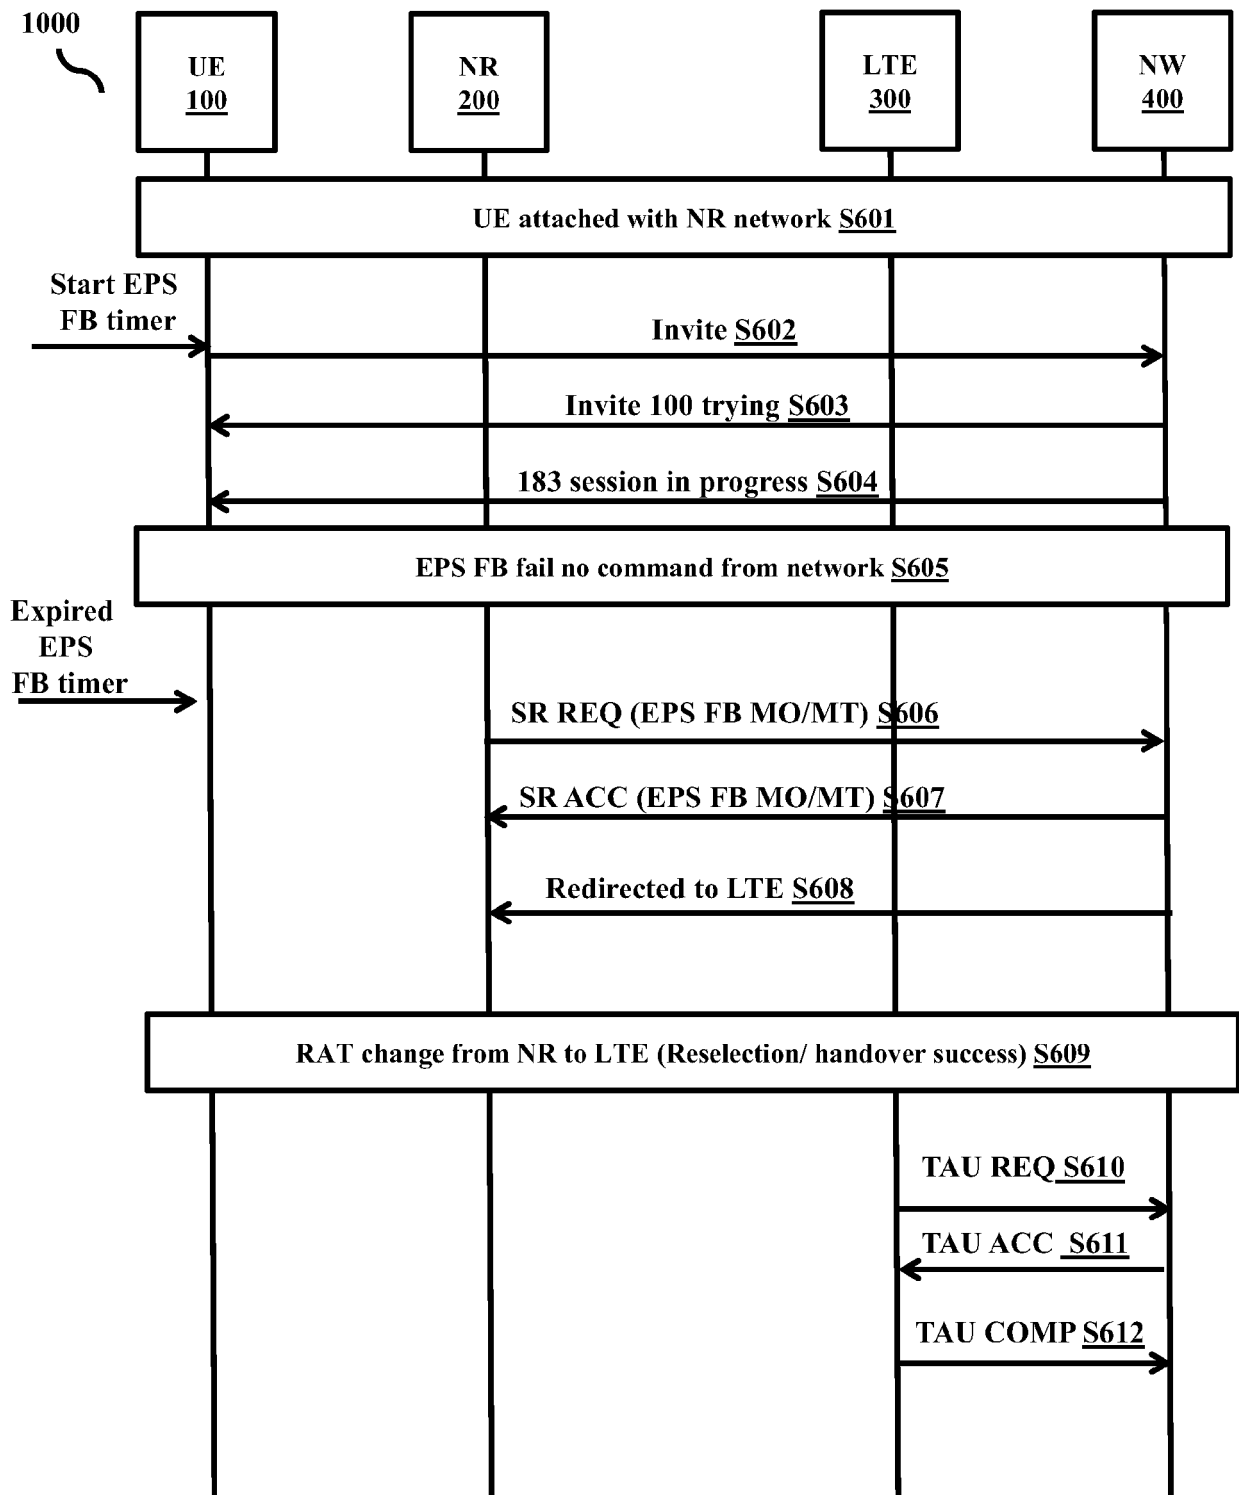 1000
UE
100
NR
200
LTE
300
NW
400
UE attached with NR network S601
Start EPS
FB timer
Invite S602
Invite 100 trying S603
183 session in progress S604
EPS FB fail no command from network S605
Expired
EPS
FB timer
SR REQ (EPS FB MO/MT) S606
SR ACC (EPS FB MO/MT) S607
Redirected to LTE S608
RAT change from NR to LTE (Reselection/ handover success) S609
TAU REQ S610
TAU ACC S611
TAU COMP S612